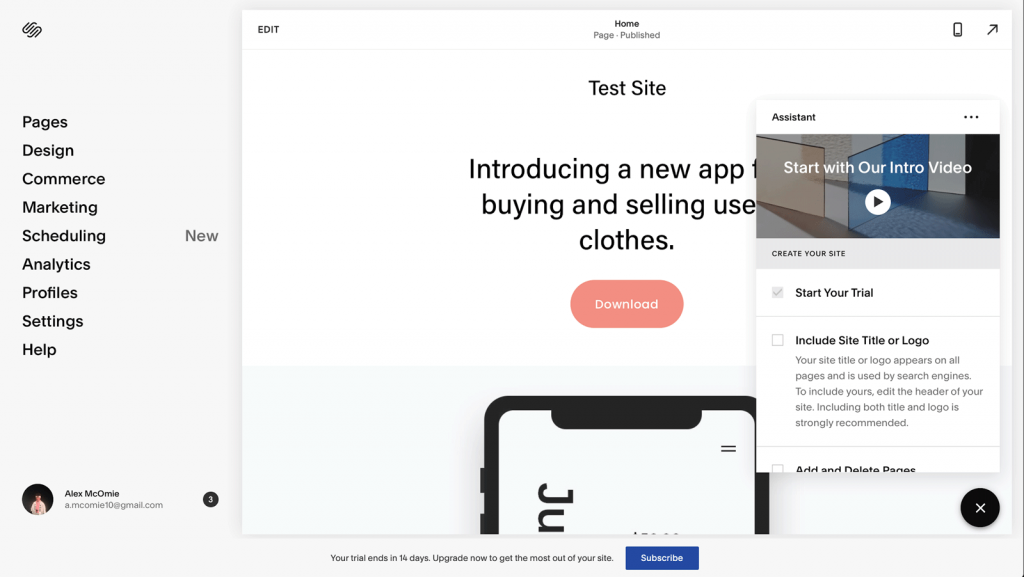 EDIT
Home
Page · Published
Pages
Design
Commerce
Marketing
Scheduling New
Analytics
Profiles
Settings
Help
Alex McOmie
a.mcomie10@gmail.com
3
Test Site
Introducing a new app
buying and selling use
clothes.
Download
Ju
Assistant
Start with Our Intro Video
CREATE YOUR SITE
Start Your Trial
Include Site Title or Logo
Your site title or logo appears on all
pages and is used by search engines.
To include yours, edit the header of your
site. Including both title and logo is
strongly recommended.
Add and Delete Pages
Your trial ends in 14 days. Upgrade now to get the most out of your site.
Subscribe